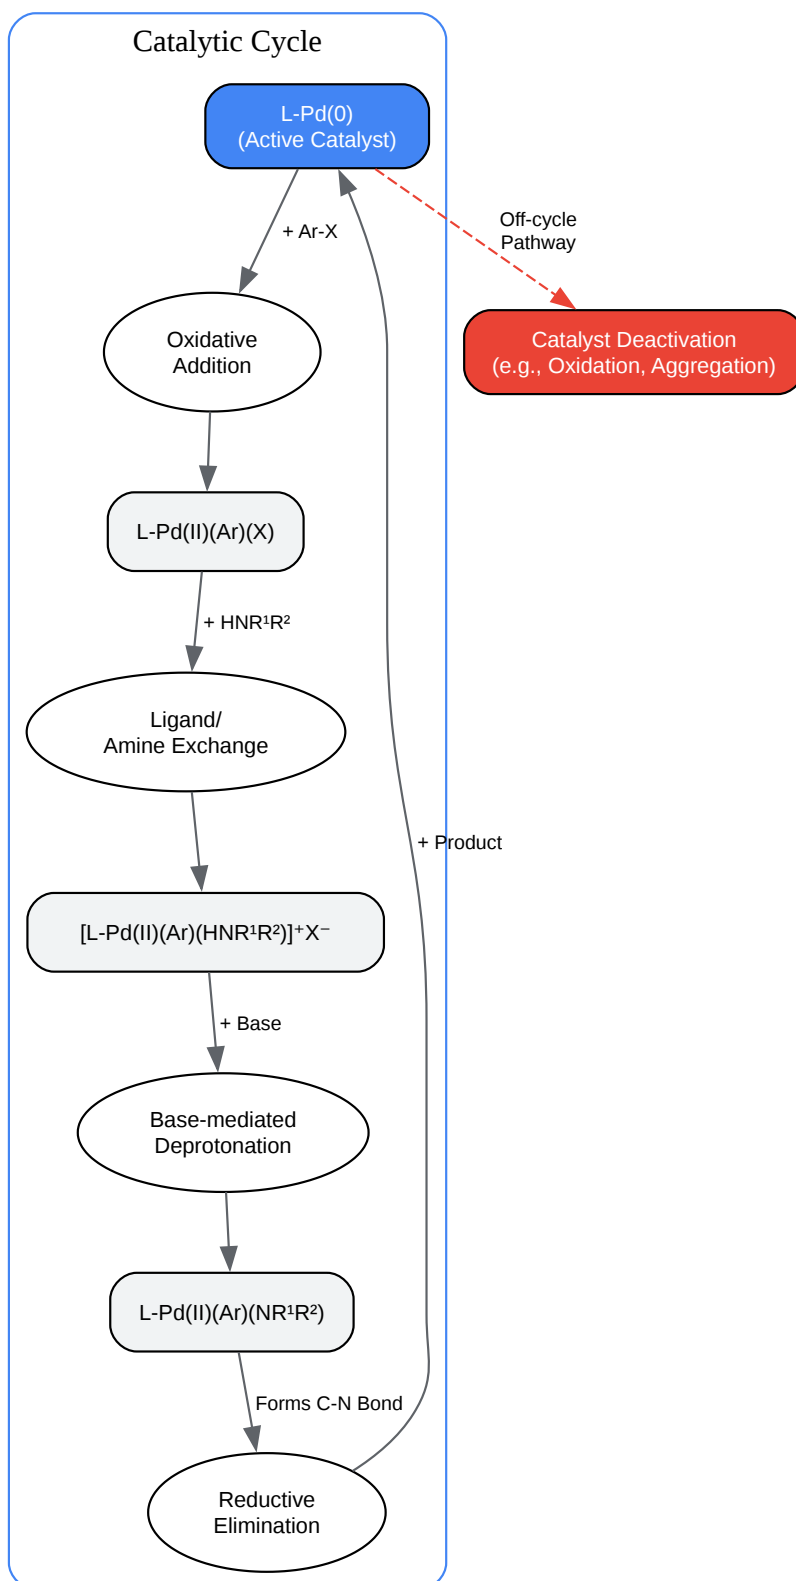 Catalytic Cycle
L-Pd(0)
(Active Catalyst)
+ Ar-X
Off-cycle
Pathway
Oxidative
Addition
Catalyst Deactivation
(e.g., Oxidation, Aggregation)
L-Pd(II)(Ar)(X)
+ HNR¹R²
Ligand/
Amine Exchange
+ Product
[L-Pd(II)(Ar)(HNR¹R²)]⁺X⁻
+ Base
Base-mediated
Deprotonation
L-Pd(II)(Ar)(NR¹R²)
Forms C-N Bond
Reductive
Elimination